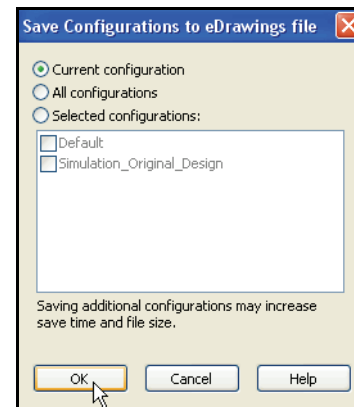 Save Configurations to eDrawings file
Current configuration
All configurations
Selected configurations:
Default
Simulation_Original_Design
Saving additional configurations may increase
save time and file size.
OK Cancel Help